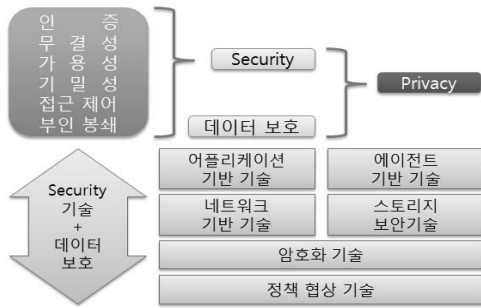 인 증
무 결 성
가 용 성
기 밀 성
접근 제어
부인 봉쇄
Security
데이터 보호
Privacy
Security
기술
+
데이터
보호
어플리케이션
기반 기술
에이전트
기반 기술
네트워크
기반 기술
스토리지
보안기술
암호화 기술
정책 협상 기술